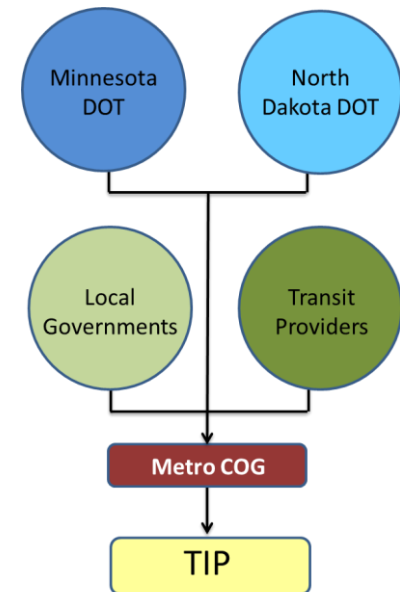 Minnesota
DOT
North
Dakota DOT
Local
Governments
Transit
Providers
Metro COG
TIP